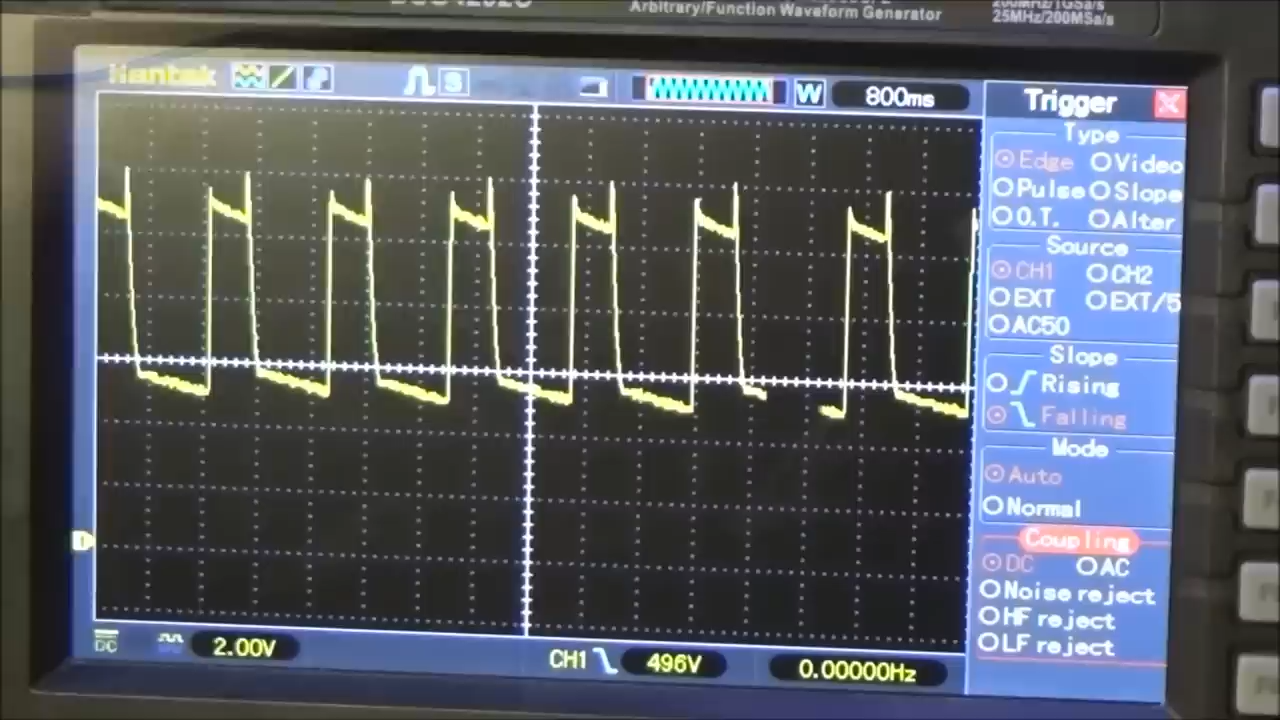 Arbitrary/Function Waveform Generator
200MHz/1GSa/s
25MHz/200MSa/s
Hantek
S
W
800ms
Trigger
Type
Edge
Video
Pulse
Slope
O.T.
Alter
Source
CH1
CH2
EXT
EXT/5
AC50
Slope
Rising
Falling
Mode
Auto
Normal
Coupling
DC
AC
Noise reject
HF reject
LF reject
DC
2.00V
CH1
496V
0.00000Hz